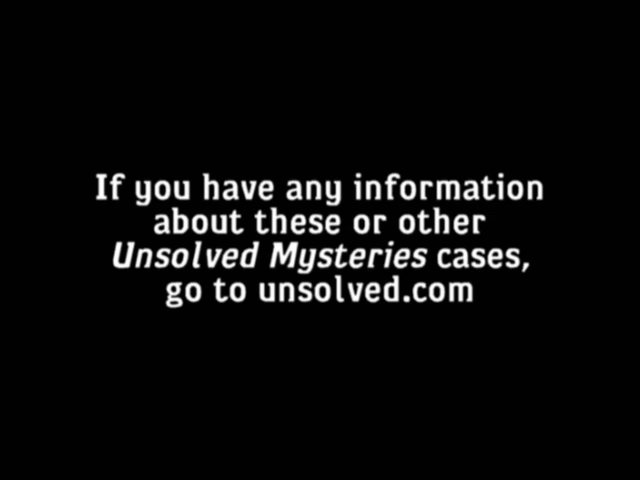 If you have any information
about these or other
Unsolved Mysteries cases,
go to unsolved.com